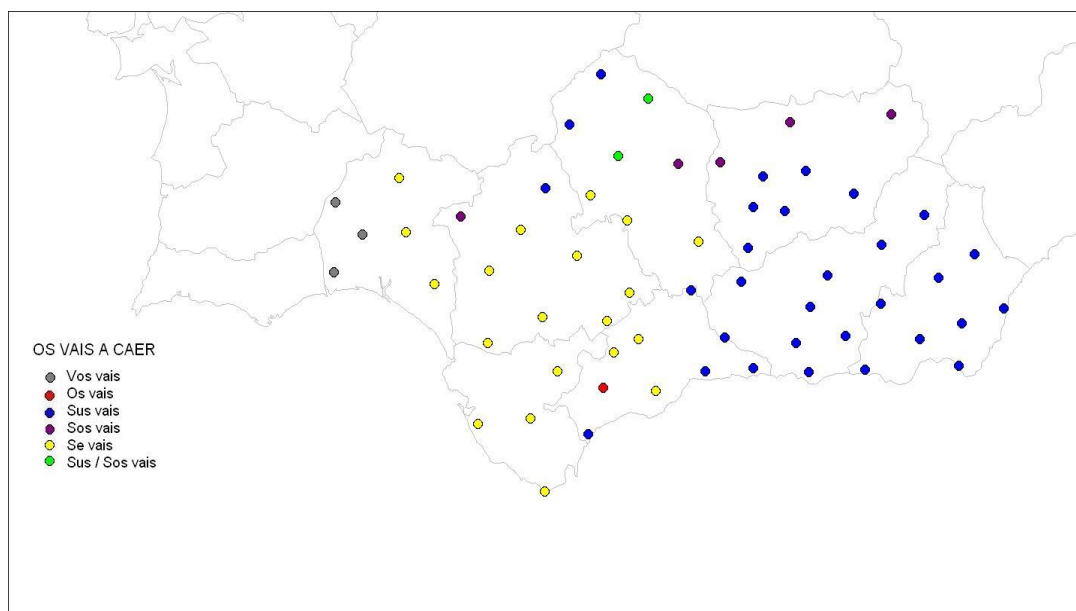 OS VAIS A CAER
Vos vais
Os vais
Sus vais
Sos vais
Se vais
Sus / Sos vais